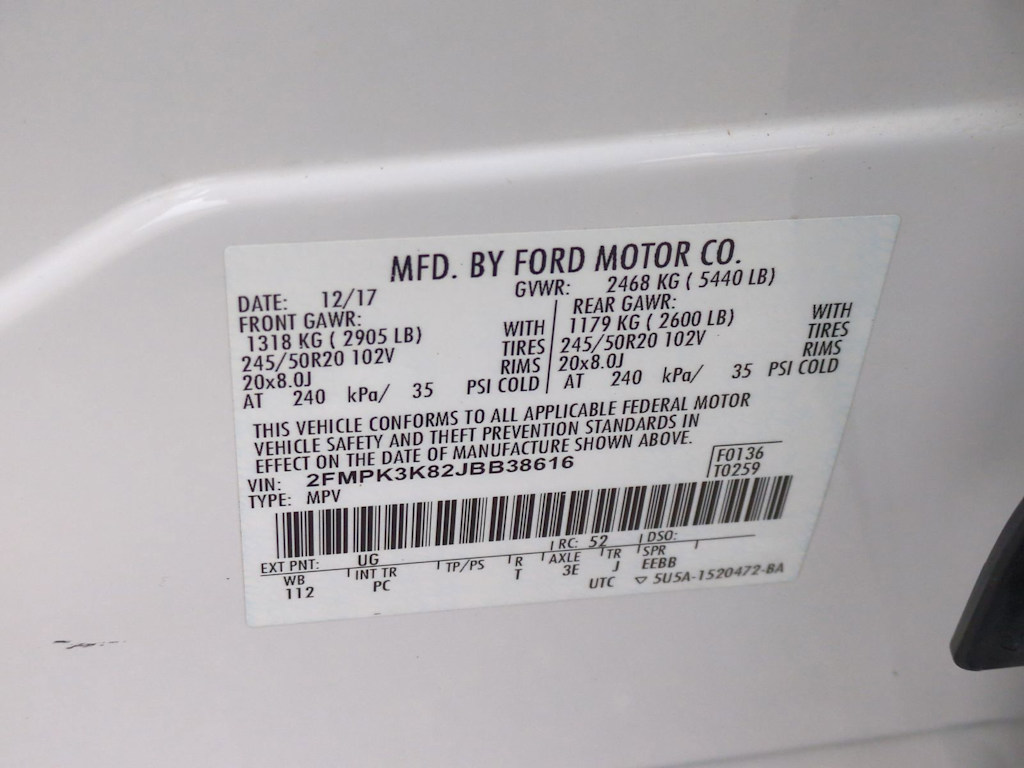 MFD. BY FORD MOTOR CO.
DATE: 12/17 GVWR: 2468 KG ( 5440 LB)
FRONT GAWR: REAR GAWR:
1318 KG ( 2905 LB) WITH 1179 KG ( 2600 LB) WITH
245/50R20 102V TIRES 245/50R20 102V TIRES
20x8.0J RIMS 20x8.0J RIMS
AT 240 kPa/ 35 PSI COLD AT 240 kPa/ 35 PSI COLD
THIS VEHICLE CONFORMS TO ALL APPLICABLE FEDERAL MOTOR
VEHICLE SAFETY AND THEFT PREVENTION STANDARDS IN
EFFECT ON THE DATE OF MANUFACTURE SHOWN ABOVE.
VIN: 2FMPK3K82JBB38616 F0136
TYPE: MPV T0259
EXT PNT: UG RC: 52 DSO:
WB INT TR TP/PS R AXLE TR SPR
112 PC T 3E J EEBB
UTC ▽ 5U5A-1520472-BA